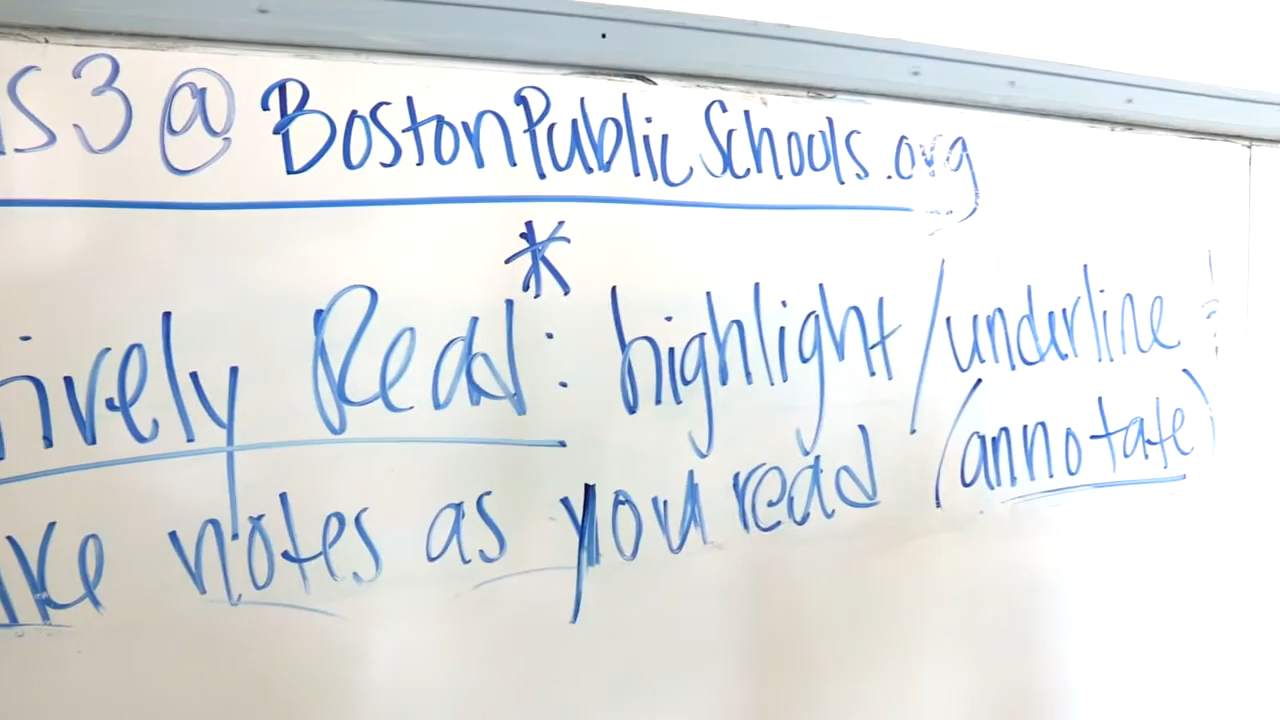 s3@BostonPublicSchools.org
ively Read*: highlight/underline
ke notes as you read (annotate)